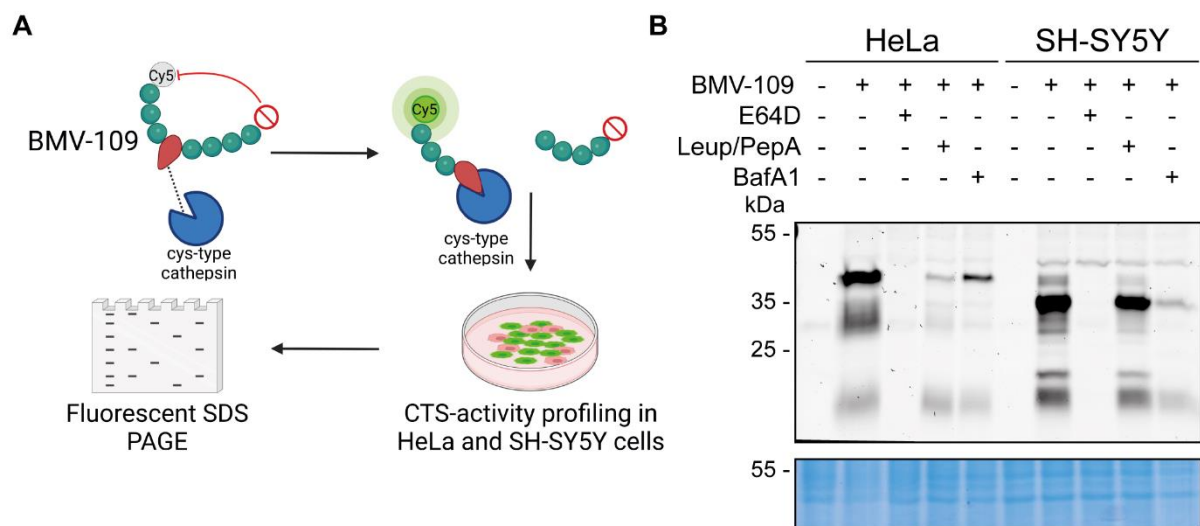 A
Cy5
BMV-109
cys-type
cathepsin
Cy5
cys-type
cathepsin
Fluorescent SDS
PAGE
CTS-activity profiling in
HeLa and SH-SY5Y cells
B
HeLa SH-SY5Y
BMV-109 - + + + + - + + + +
E64D - - + - - - - + - -
Leup/PepA - - - + - - - - + -
BafA1 - - - - + - - - - +
kDa
55 -
35 -
25 -
55 -